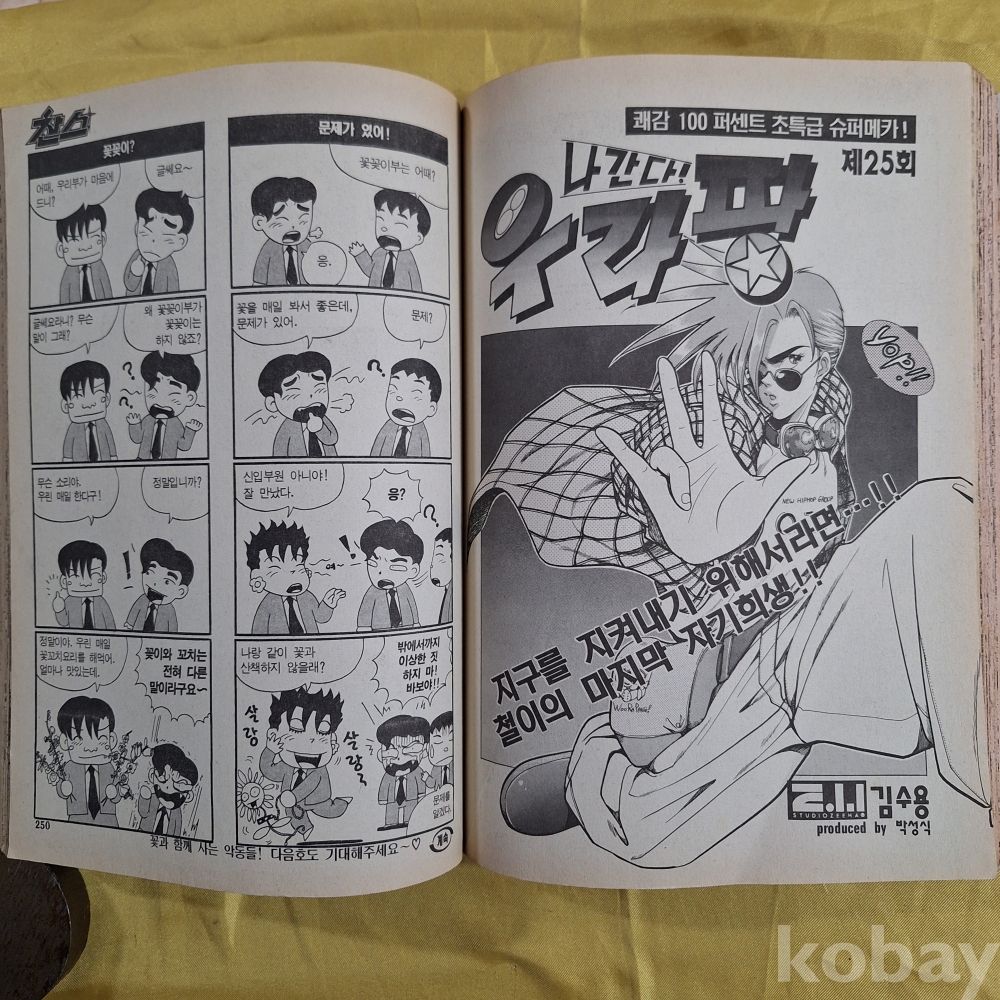 찬스
꽃꽂이?
어때, 우리부가 마음에
드니?
글쎄요~
글쎄요라니? 무슨
말이 그래?
왜 꽃꽂이부가
꽃꽂이는
하지 않죠?
?
?
무슨 소리야.
우린 매일 한다구!
정말입니까?
!
!
정말이야. 우린 매일
꽃꼬치요리를 해먹어.
얼마나 맛있는데.
꽃이와 꼬치는
전혀 다른
말이라구요~
250
문제가 있어!
꽃꽂이부는 어때?
응.
꽃을 매일 봐서 좋은데,
문제가 있어.
문제?
?
신입부원 아니야!
잘 만났다.
응?
?
나랑 같이 꽃과
산책하지 않을래?
밖에서까지
이상한 짓
하지 마!
바보야!!
살랑
살랑
문제를
알겠다.
꽃과 함께 사는 악동들! 다음호도 기대해주세요~♡
계속
쾌감 100 퍼센트 초특급 슈퍼메카!
제25회
나간다!
우라팍
YOP!!
NEW HIPHOP GROUP
지구를 지켜내기 위해서라면…!!
철이의 마지막 자기희생!!
WOORAPAGE!
STUDIOZEEHAO
김수용
produced by 박성식
kobay